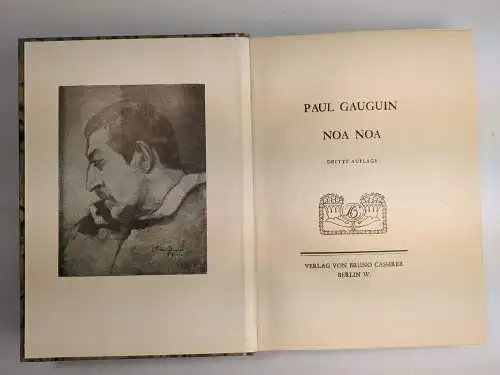 PAUL GAUGUIN
NOA NOA
DRITTE AUFLAGE
VERLAG VON BRUNO CASSIRER
BERLIN W.